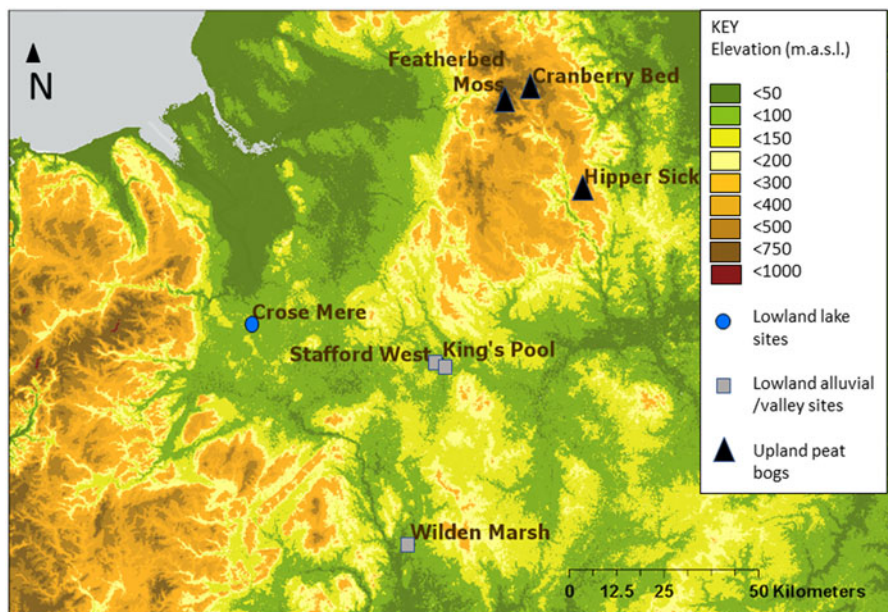 N
Featherbed
Moss
Cranberry Bed
Hipper Sick
Crose Mere
Stafford West
King's Pool
Wilden Marsh
0 12.5 25 50 Kilometers
KEY
Elevation (m.a.s.l.)
<50
<100
<150
<200
<300
<400
<500
<750
<1000
Lowland lake
sites
Lowland alluvial
/valley sites
Upland peat
bogs